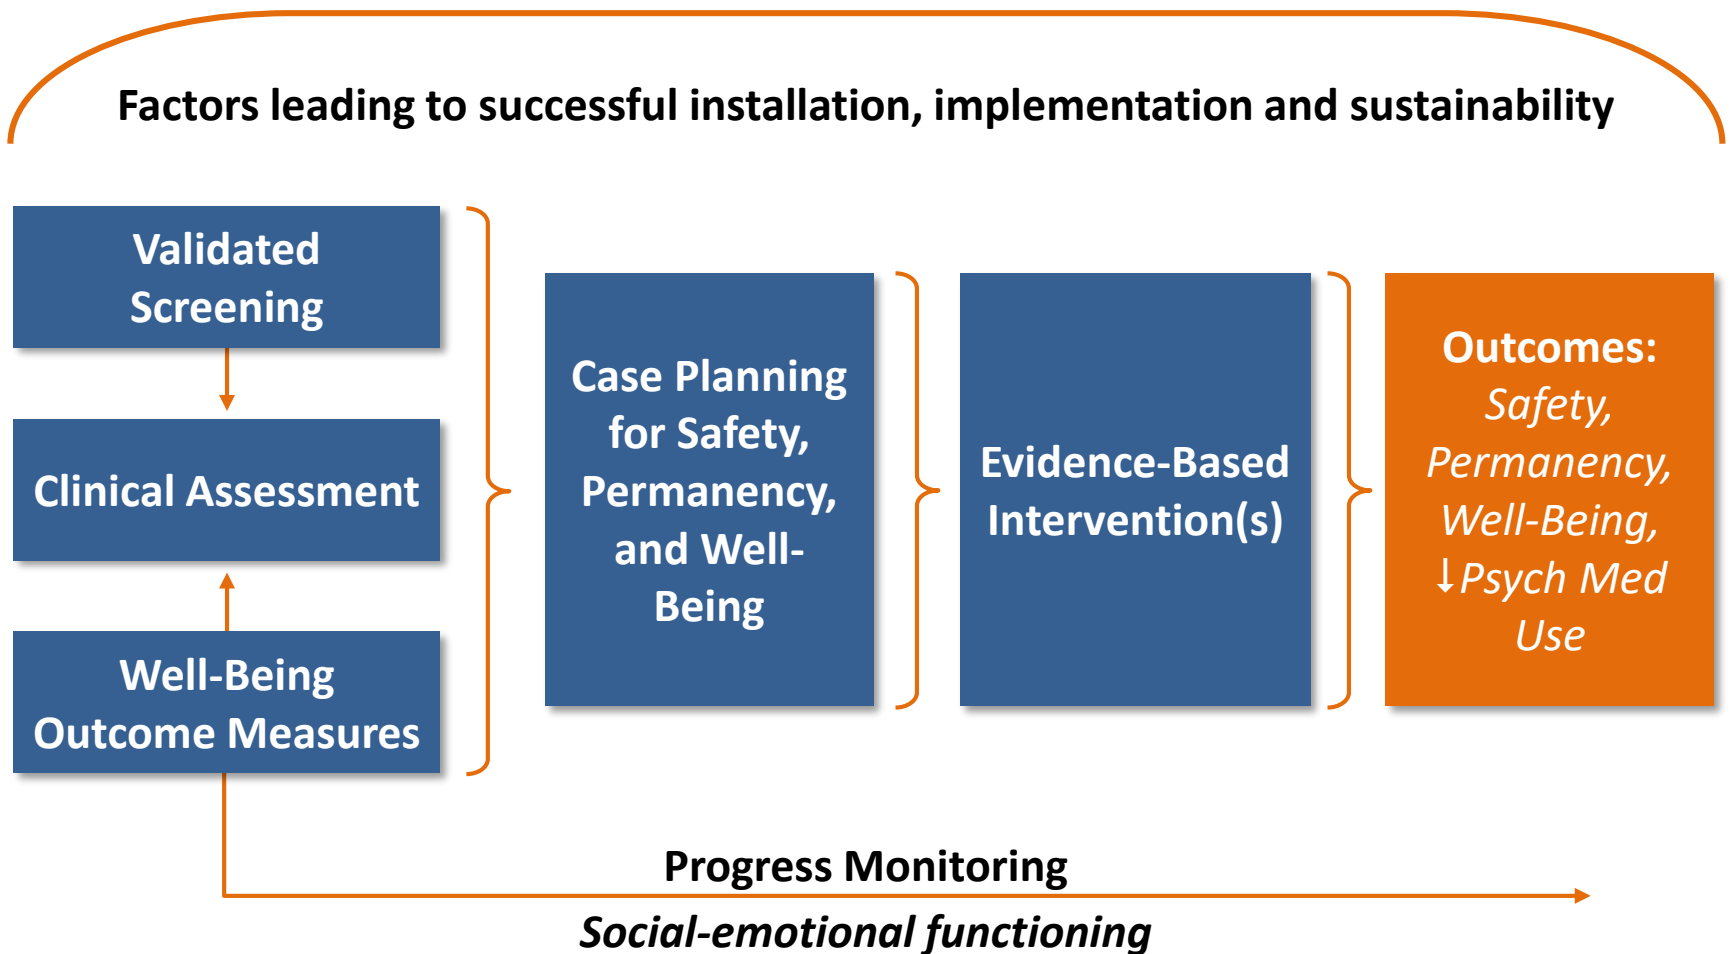 Factors leading to successful installation, implementation and sustainability
Validated
Screening
Clinical Assessment
Well-Being
Outcome Measures
Case Planning
for Safety,
Permanency,
and Well-
Being
Evidence-Based
Intervention(s)
Outcomes:
Safety,
Permanency,
Well-Being,
↓Psych Med
Use
Progress Monitoring
Social-emotional functioning